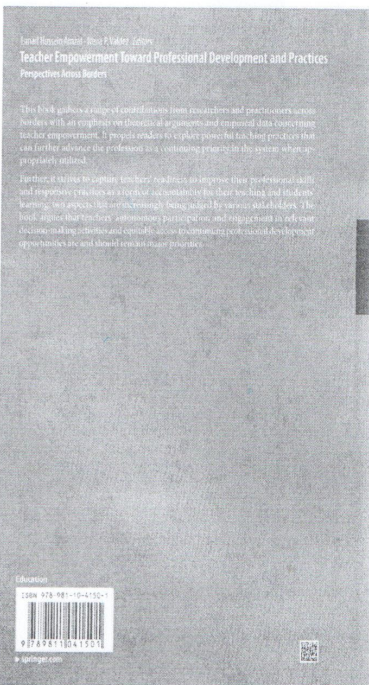 Ismail Hussein Amzat · Nena P. Valdez Editors
Teacher Empowerment Toward Professional Development and Practices
Perspectives Across Borders
This book gathers a range of contributions from researchers and practitioners across
borders with an emphasis on theoretical arguments and empirical data concerning
teacher empowerment. It propels readers to explore powerful teaching practices that
can further advance the profession as a continuing priority in the system when ap-
propriately utilized.
Further, it strives to capture teachers' readiness to improve their professional skills
and responsive practices as a form of accountability for their teaching and students'
learning, two aspects that are increasingly being judged by various stakeholders. The
book argues that teachers' autonomous participation and engagement in relevant
decision-making activities and equitable access to continuing professional development
opportunities are and should remain major priorities.
Education
ISBN 978-981-10-4150-1
9 789811 041501
springer.com